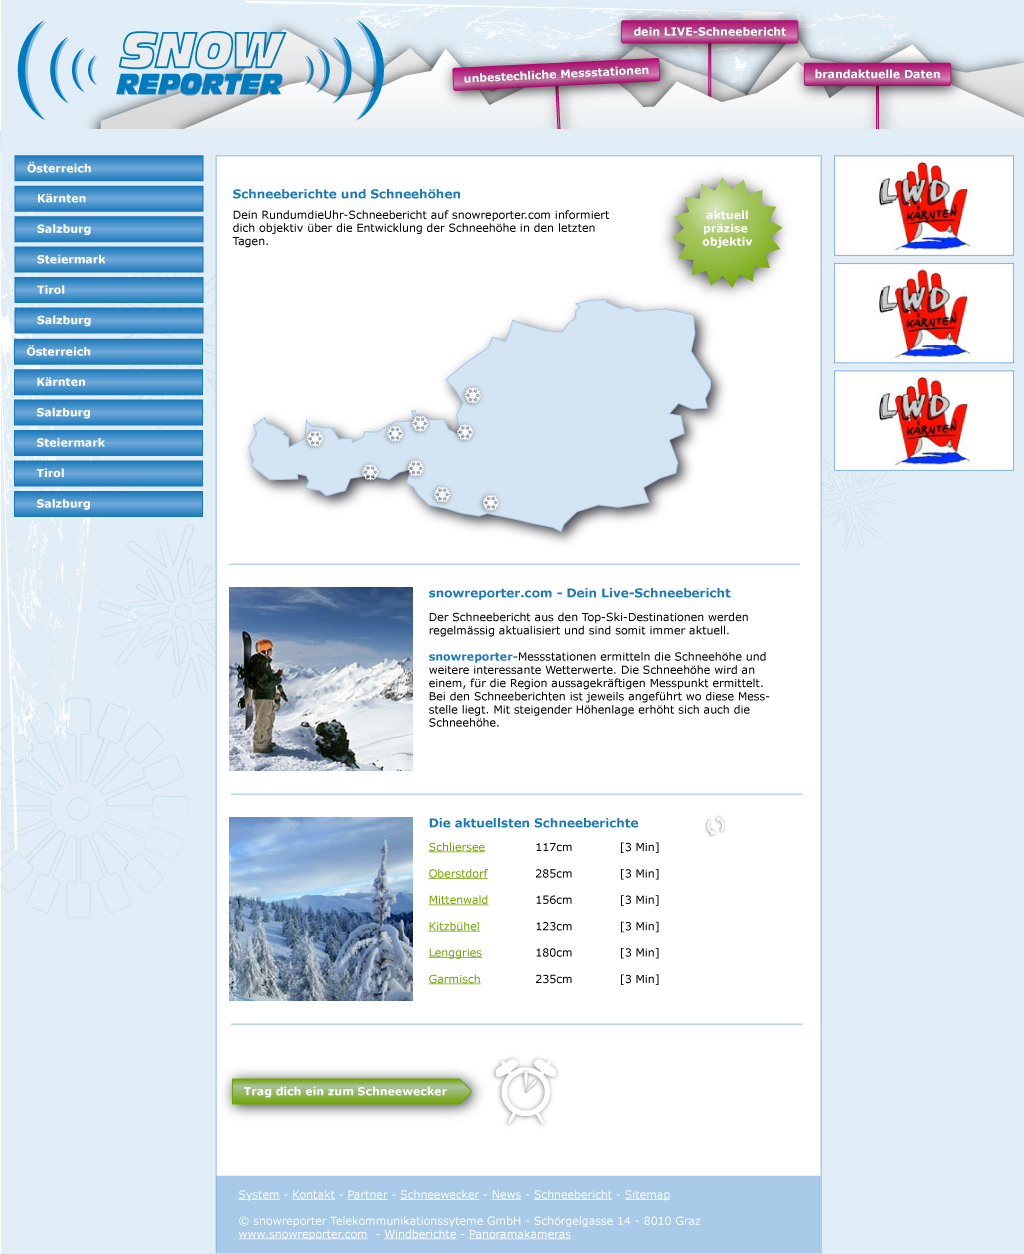 SNOW
REPORTER
dein LIVE-Schneebericht
unbestechliche Messstationen
brandaktuelle Daten
Österreich
Kärnten
Salzburg
Steiermark
Tirol
Salzburg
Österreich
Kärnten
Salzburg
Steiermark
Tirol
Salzburg
Schneeberichte und Schneehöhen
Dein RundumdieUhr-Schneebericht auf snowreporter.com informiert
dich objektiv über die Entwicklung der Schneehöhe in den letzten
Tagen.
aktuell
präzise
objektiv
LWD
KÄRNTEN
LWD
KÄRNTEN
LWD
KÄRNTEN
snowreporter.com - Dein Live-Schneebericht
Der Schneebericht aus den Top-Ski-Destinationen werden
regelmässig aktualisiert und sind somit immer aktuell.
snowreporter-Messstationen ermitteln die Schneehöhe und
weitere interessante Wetterwerte. Die Schneehöhe wird an
einem, für die Region aussagekräftigen Messpunkt ermittelt.
Bei den Schneeberichten ist jeweils angeführt wo diese Mess-
stelle liegt. Mit steigender Höhenlage erhöht sich auch die
Schneehöhe.
Die aktuellsten Schneeberichte
Schliersee 117cm [3 Min]
Oberstdorf 285cm [3 Min]
Mittenwald 156cm [3 Min]
Kitzbühel 123cm [3 Min]
Lenggries 180cm [3 Min]
Garmisch 235cm [3 Min]
Trag dich ein zum Schneewecker
System - Kontakt - Partner - Schneewecker - News - Schneebericht - Sitemap
© snowreporter Telekommunikationssyteme GmbH - Schörgelgasse 14 - 8010 Graz
www.snowreporter.com - Windberichte - Panoramakameras